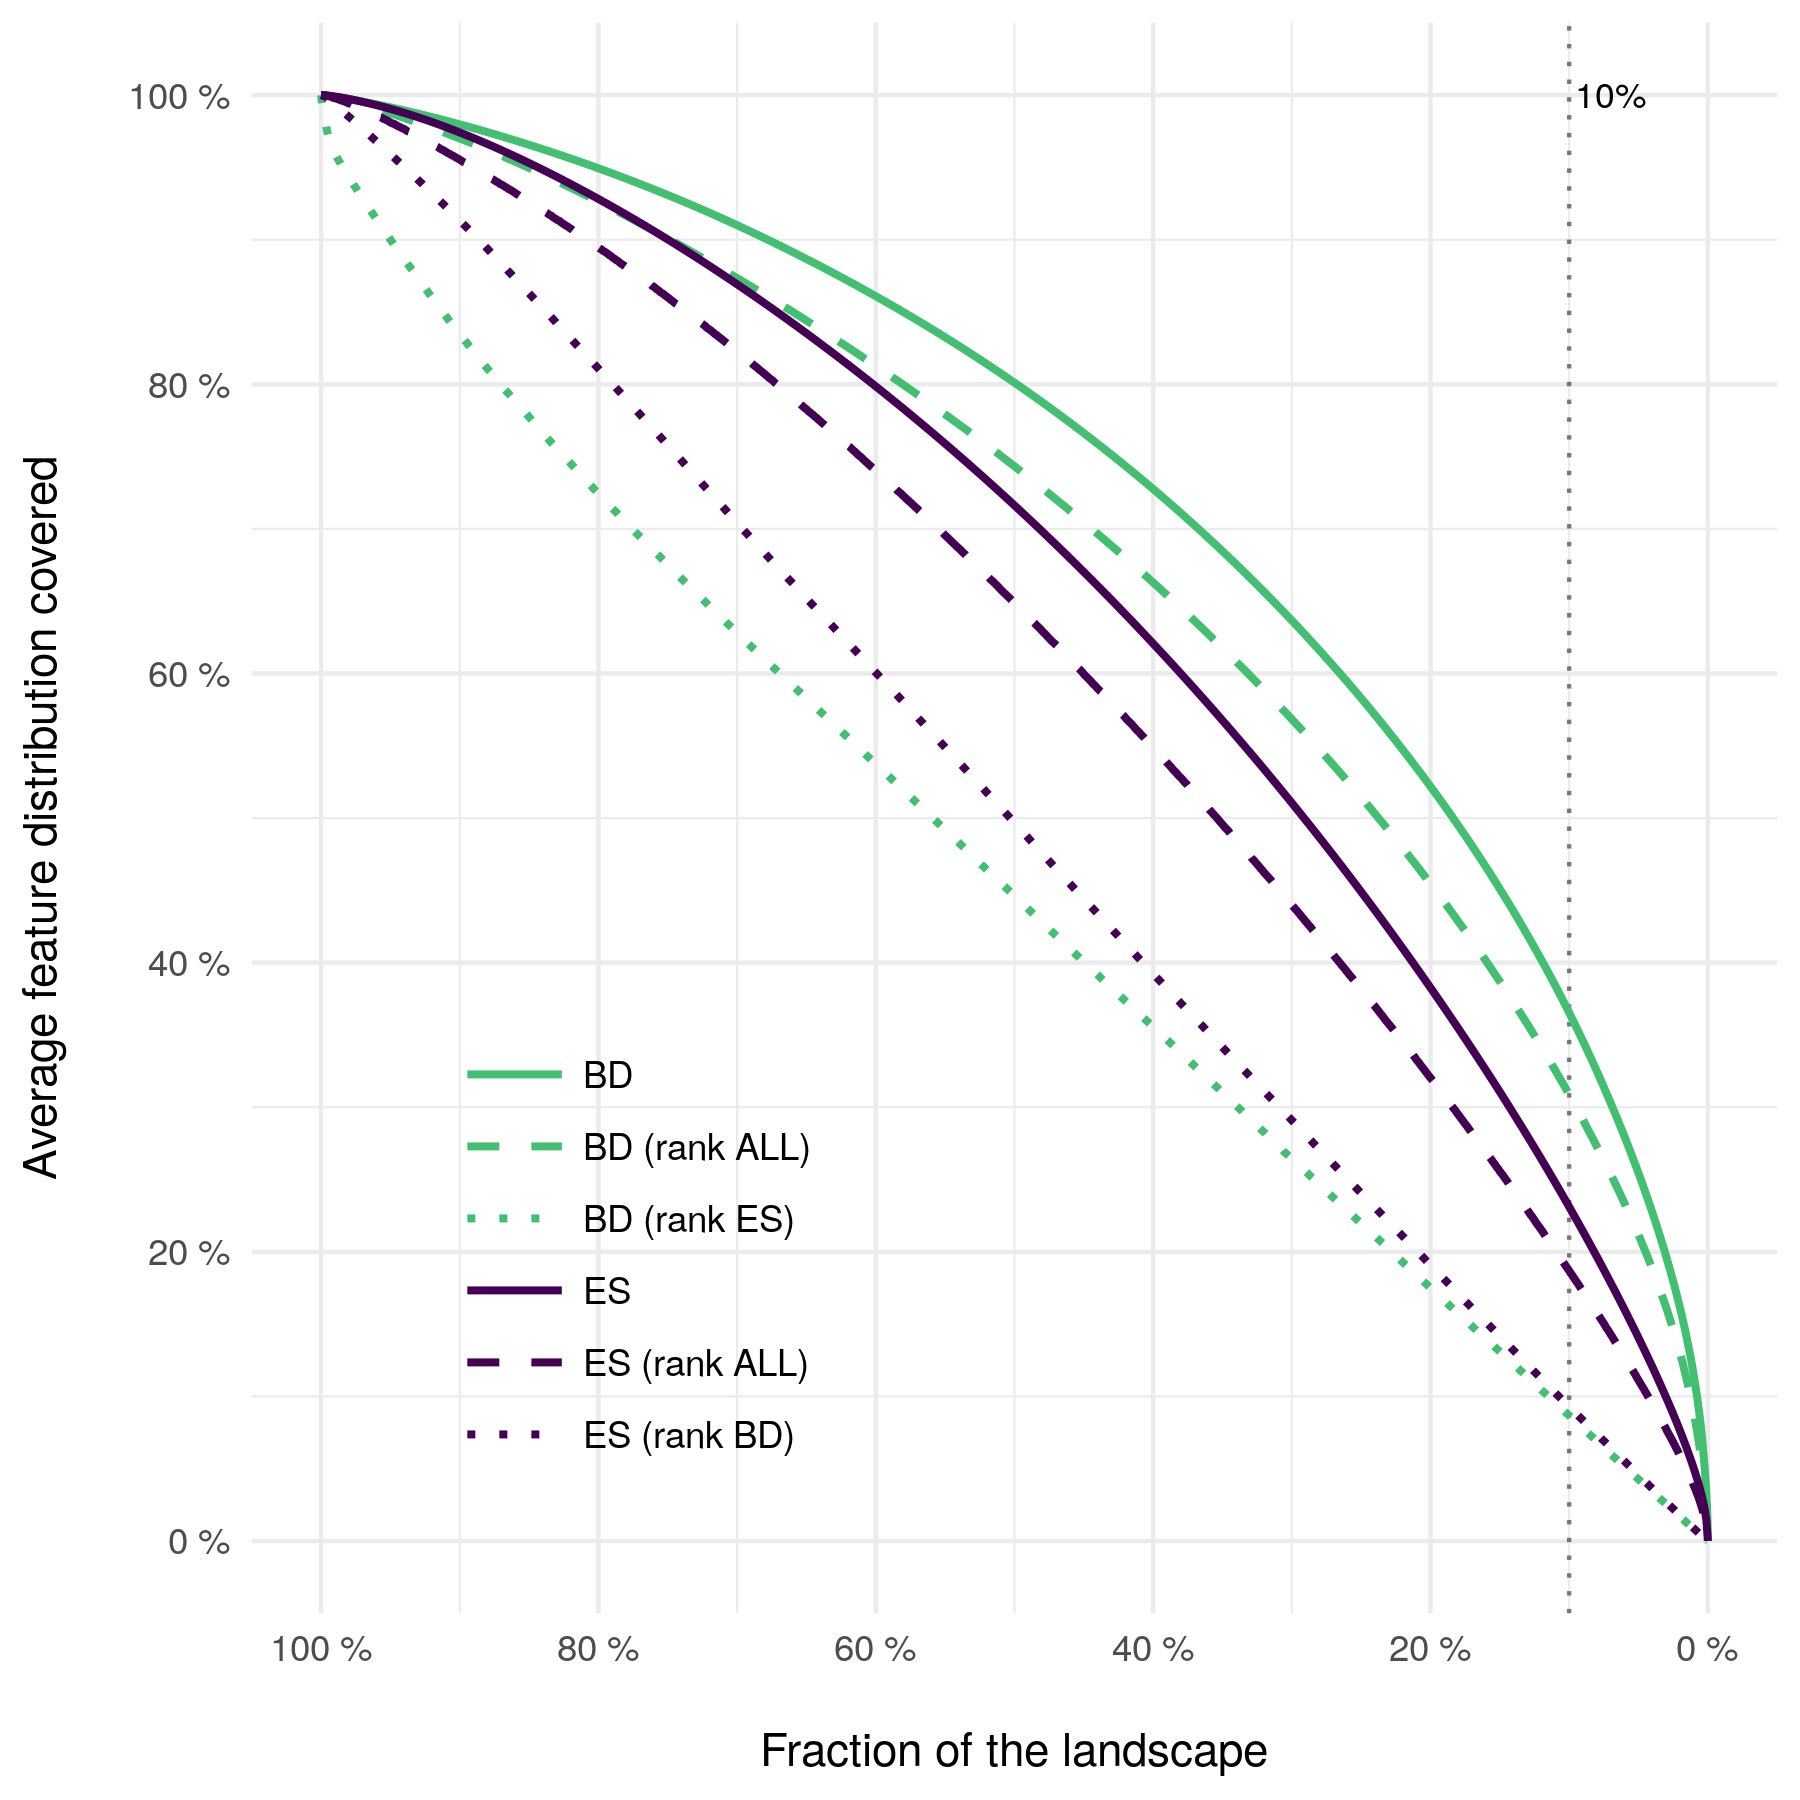 100 %
10%
80 %
60 %
40 %
20 %
0 %
Average feature distribution covered
BD
BD (rank ALL)
BD (rank ES)
ES
ES (rank ALL)
ES (rank BD)
100 %
80 %
60 %
40 %
20 %
0 %
Fraction of the landscape